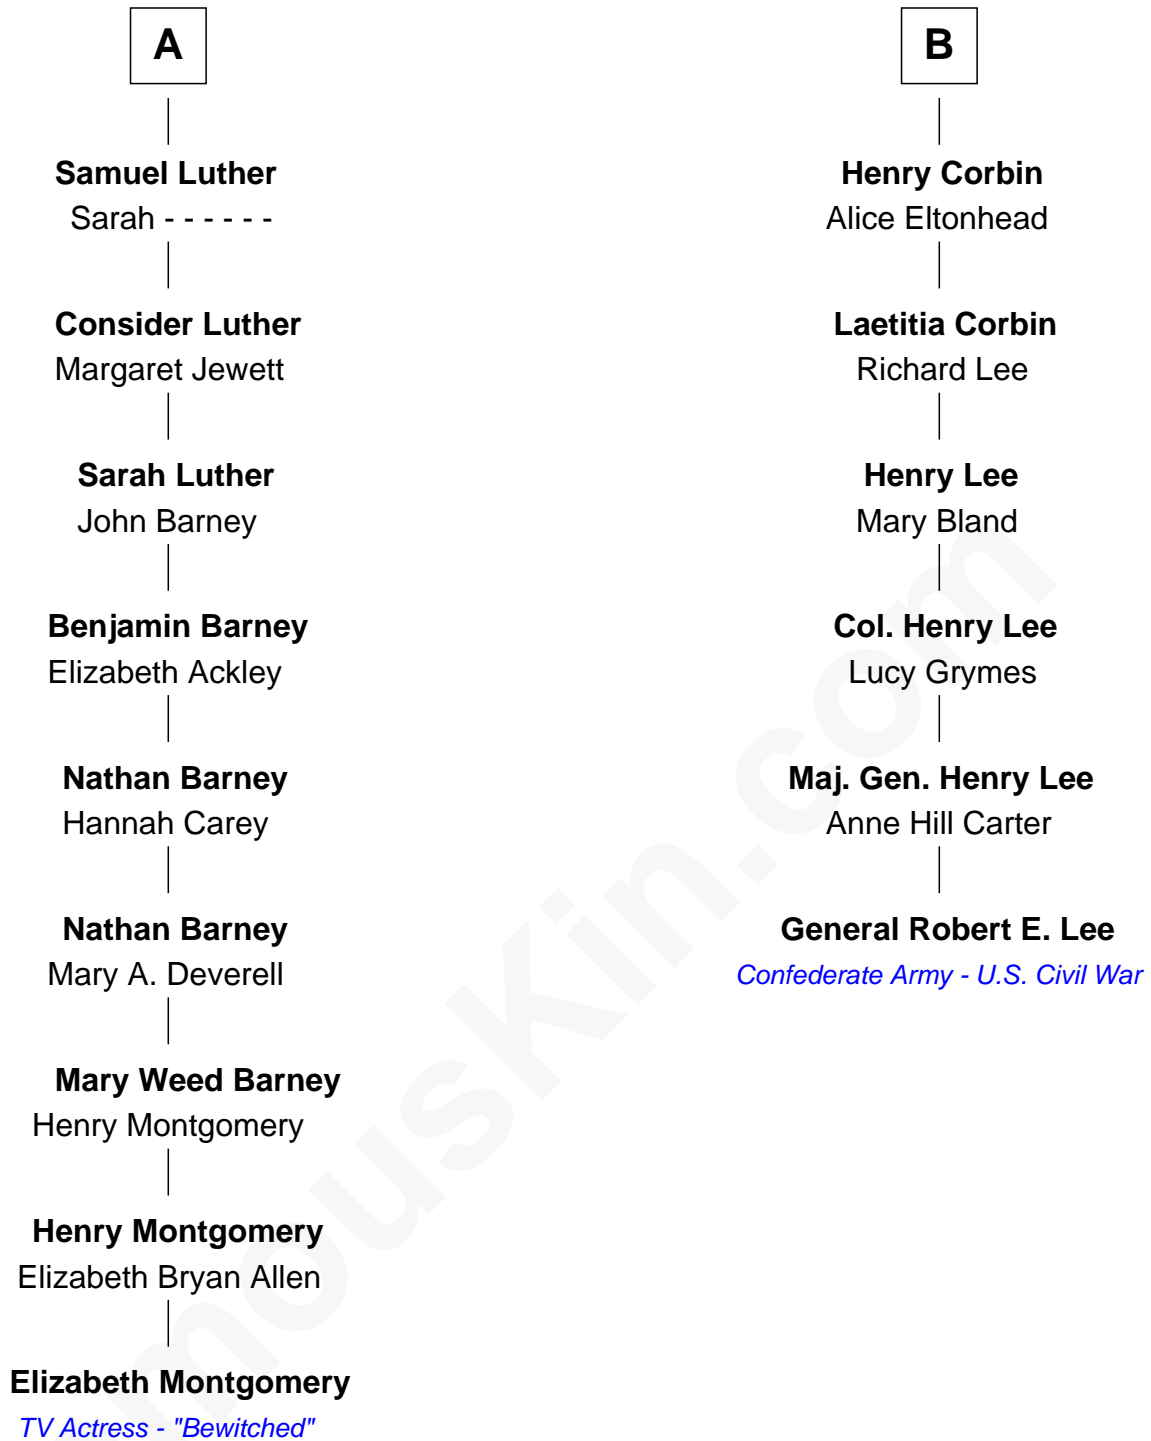 A
Samuel Luther
Sarah - - - - - -
Consider Luther
Margaret Jewett
Sarah Luther
John Barney
Benjamin Barney
Elizabeth Ackley
Nathan Barney
Hannah Carey
Nathan Barney
Mary A. Deverell
Mary Weed Barney
Henry Montgomery
Henry Montgomery
Elizabeth Bryan Allen
Elizabeth Montgomery
TV Actress - "Bewitched"
B
Henry Corbin
Alice Eltonhead
Laetitia Corbin
Richard Lee
Henry Lee
Mary Bland
Col. Henry Lee
Lucy Grymes
Maj. Gen. Henry Lee
Anne Hill Carter
General Robert E. Lee
Confederate Army - U.S. Civil War
mousKin.com